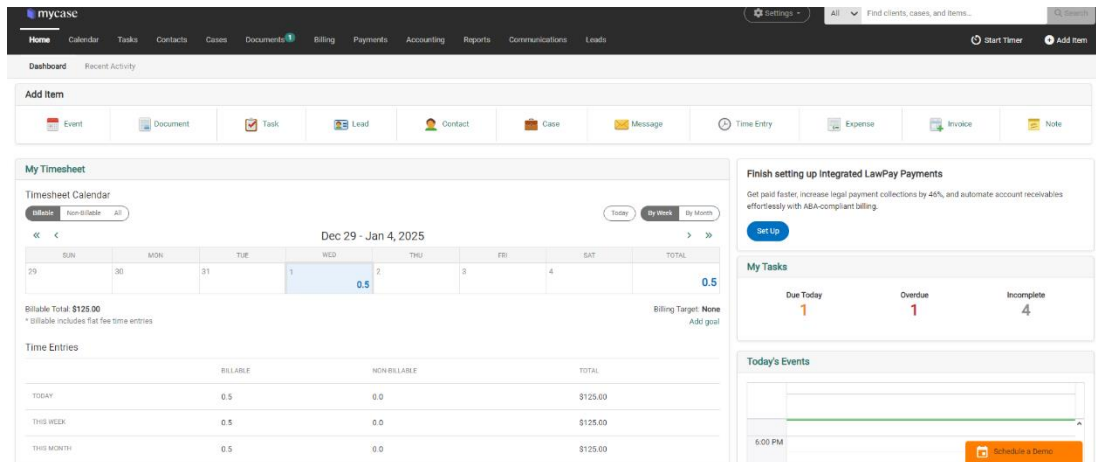 mycase
Settings
All
Find clients, cases, and items...
Search
Home
Calendar
Tasks
Contacts
Cases
Documents 1
Billing
Payments
Accounting
Reports
Communications
Leads
Start Timer
Add Item
Dashboard
Recent Activity
Add Item
Event
Document
Task
Lead
Contact
Case
Message
Time Entry
Expense
Invoice
Note
My Timesheet
Timesheet Calendar
Billable Non-Billable All
Today
By Week By Month
« ‹ Dec 29 - Jan 4, 2025 › »
SUN MON TUE WED THU FRI SAT TOTAL
29 30 31 1 2 3 4
0.5 0.5
Billable Total: $125.00
* Billable includes flat fee time entries
Billing Target: None
Add goal
Time Entries
BILLABLE NON-BILLABLE TOTAL
TODAY 0.5 0.0 $125.00
THIS WEEK 0.5 0.0 $125.00
THIS MONTH 0.5 0.0 $125.00
Finish setting up Integrated LawPay Payments
Get paid faster, increase legal payment collections by 46%, and automate account receivables
effortlessly with ABA-compliant billing.
Set Up
My Tasks
Due Today Overdue Incomplete
1 1 4
Today's Events
6:00 PM
Schedule a Demo